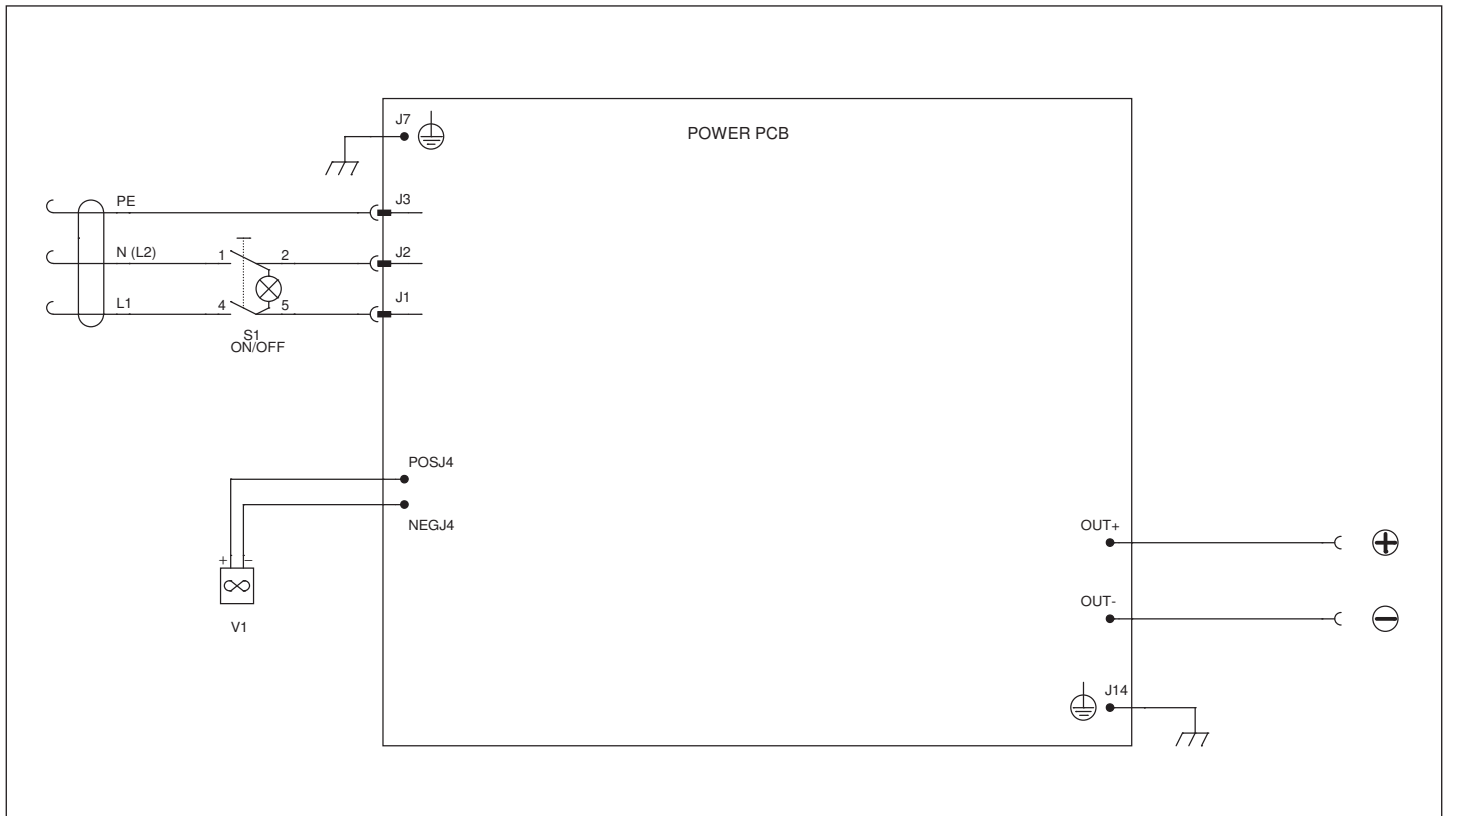 J7
POWER PCB
PE
J3
N (L2)
1
2
J2
L1
4
5
J1
S1
ON/OFF
POSJ4
NEGJ4
+
−
V1
OUT+
OUT-
J14